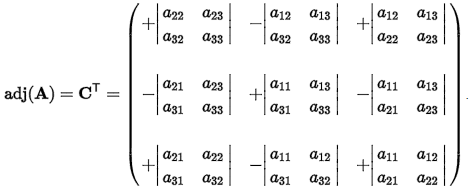 adj(A) = Cᵀ =
+| a₂₂ a₂₃ | −| a₁₂ a₁₃ | +| a₁₂ a₁₃ |
| a₃₂ a₃₃ | | a₃₂ a₃₃ | | a₂₂ a₂₃ |
−| a₂₁ a₂₃ | +| a₁₁ a₁₃ | −| a₁₁ a₁₃ |
| a₃₁ a₃₃ | | a₃₁ a₃₃ | | a₂₁ a₂₃ |
+| a₂₁ a₂₂ | −| a₁₁ a₁₂ | +| a₁₁ a₁₂ |
| a₃₁ a₃₂ | | a₃₁ a₃₂ | | a₂₁ a₂₂ |